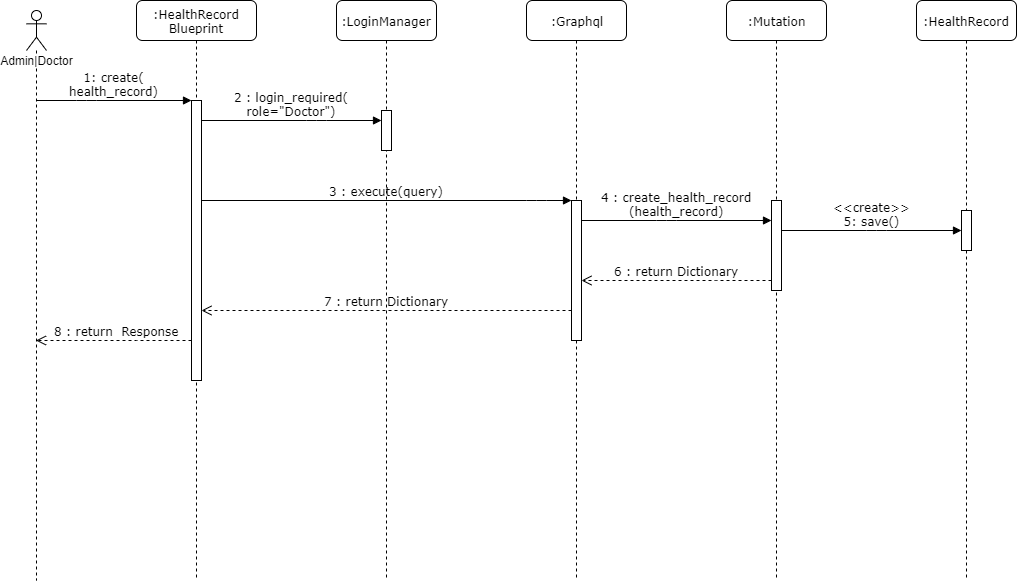 :HealthRecord
Blueprint
:LoginManager
:Graphql
:Mutation
:HealthRecord
Admin|Doctor
1: create(
health_record)
2 : login_required(
role="Doctor")
3 : execute(query)
4 : create_health_record
(health_record)
<<create>>
5: save()
6 : return Dictionary
7 : return Dictionary
8 : return  Response